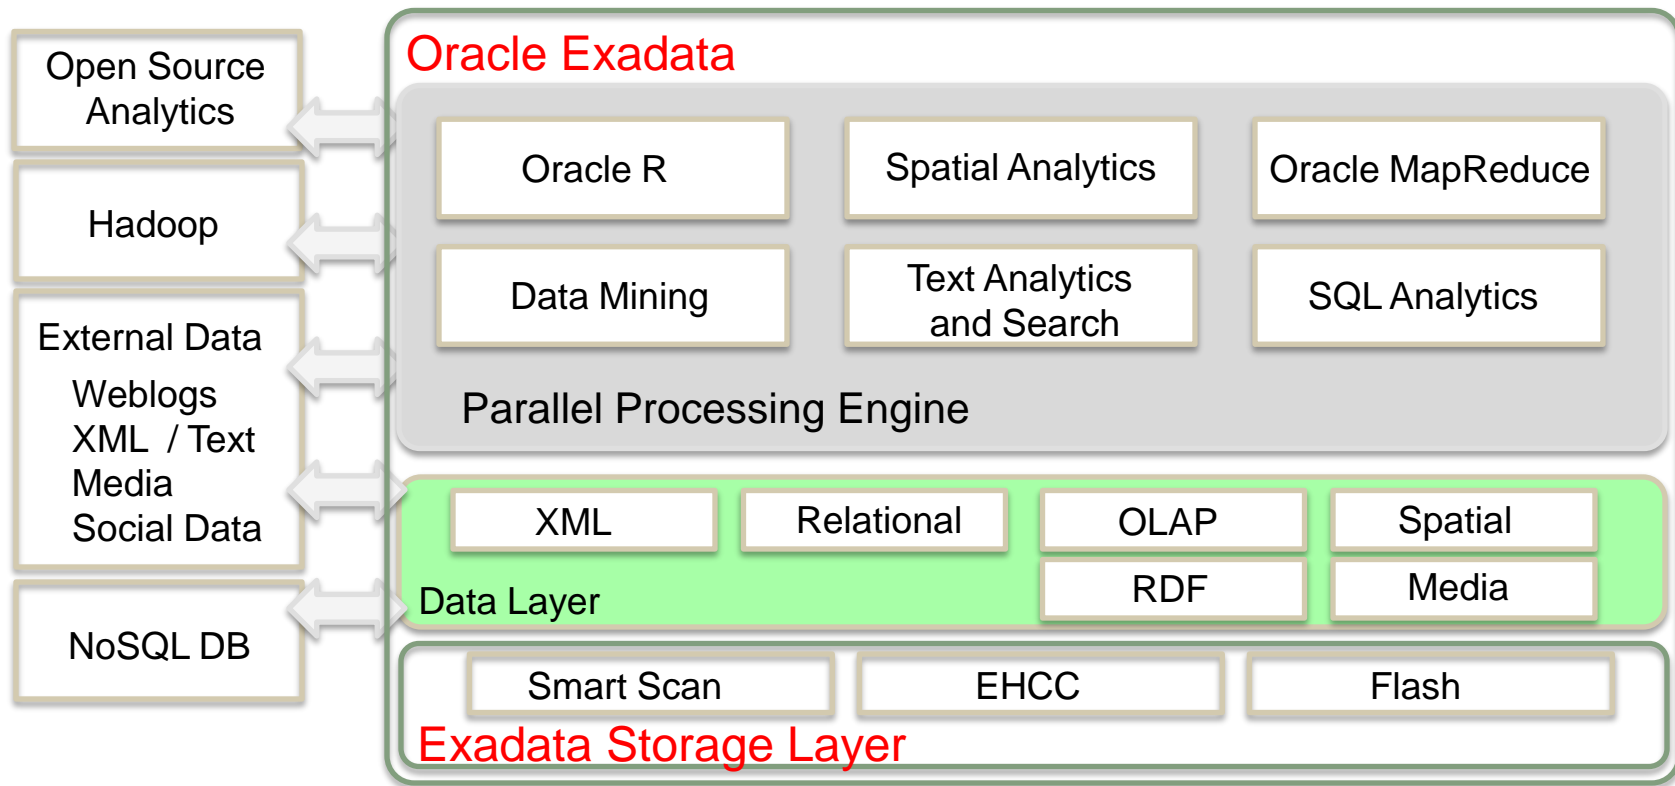 Open Source
Analytics
Hadoop
External Data
Weblogs
XML / Text
Media
Social Data
NoSQL DB
Oracle Exadata
Oracle R
Spatial Analytics
Oracle MapReduce
Data Mining
Text Analytics
and Search
SQL Analytics
Parallel Processing Engine
XML
Relational
OLAP
Spatial
RDF
Media
Data Layer
Smart Scan
EHCC
Flash
Exadata Storage Layer